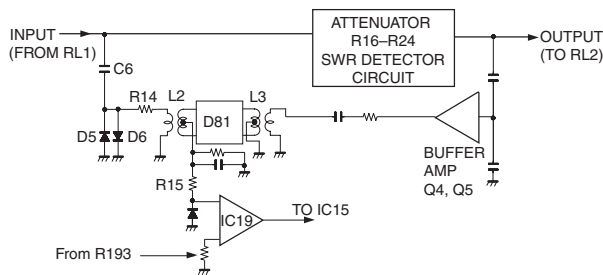 INPUT
(FROM RL1)
ATTENUATOR
R16–R24
SWR DETECTOR
CIRCUIT
OUTPUT
(TO RL2)
C6
R14
L2
L3
D81
D5
D6
BUFFER
AMP
Q4, Q5
R15
IC19
TO IC15
From R193